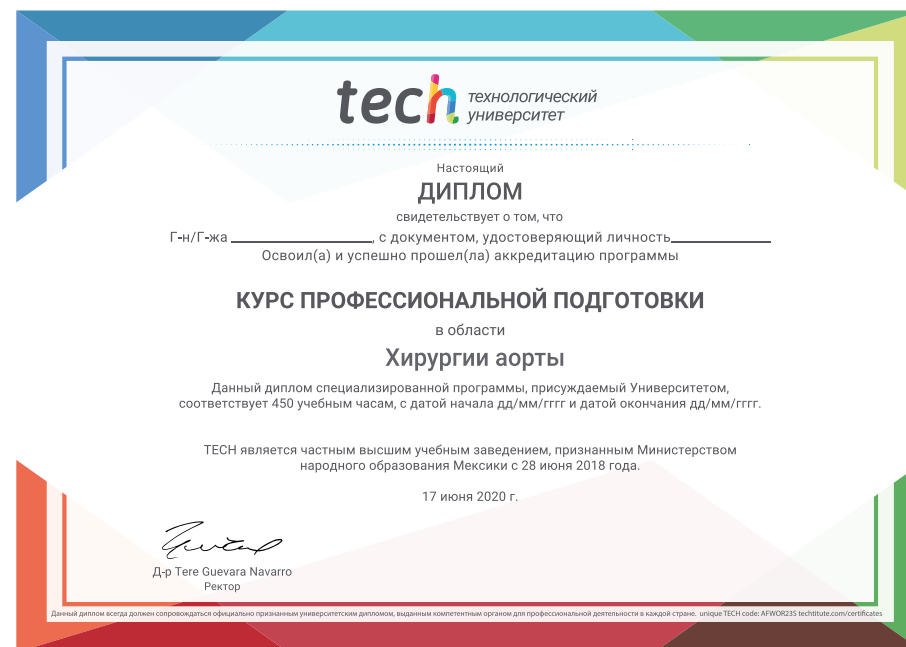 tech технологический
университет
Настоящий
ДИПЛОМ
свидетельствует о том, что
Г-н/Г-жа ____________, с документом, удостоверяющий личность____________
Освоил(а) и успешно прошел(ла) аккредитацию программы
КУРС ПРОФЕССИОНАЛЬНОЙ ПОДГОТОВКИ
в области
Хирургии аорты
Данный диплом специализированной программы, присуждаемый Университетом,
соответствует 450 учебным часам, с датой начала дд/мм/гггг и датой окончания дд/мм/гггг.
TECH является частным высшим учебным заведением, признанным Министерством
народного образования Мексики с 28 июня 2018 года.
17 июня 2020 г.
Д-р Tere Guevara Navarro
Ректор
Данный диплом всегда должен сопровождаться официально признанным университетским дипломом, выданным компетентным органом для профессиональной деятельности в каждой стране. unique TECH code: AFWOR23S techtitute.com/certificates